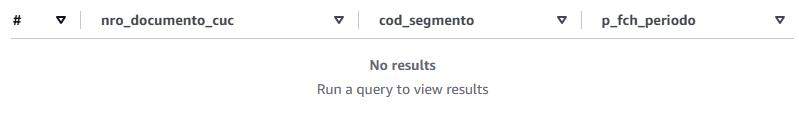 # nro_documento_cuc cod_segmento p_fch_periodo
No results
Run a query to view results